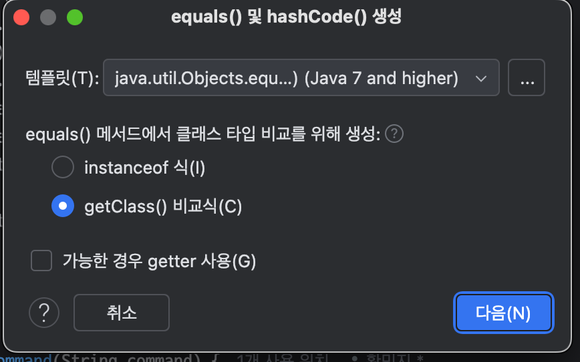 equals() 및 hashCode() 생성
템플릿(T): java.util.Objects.equ...) (Java 7 and higher) ...
equals() 메서드에서 클래스 타입 비교를 위해 생성: ?
instanceof 식(I)
getClass() 비교식(C)
가능한 경우 getter 사용(G)
? 취소 다음(N)
ommand(String command) { 1개 사용 위치